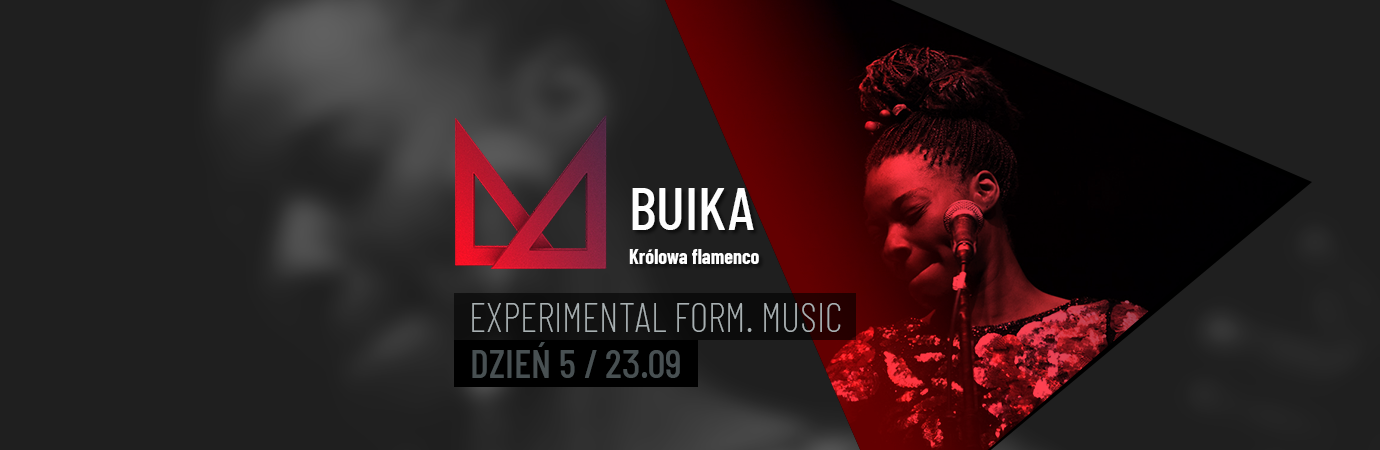 BUIKA
Królowa flamenco
EXPERIMENTAL FORM. MUSIC
DZIEŃ 5 / 23.09